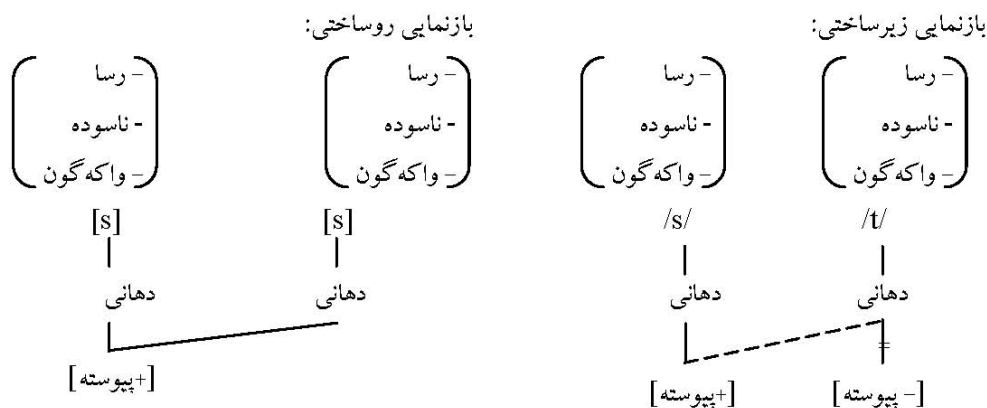 بازنمایی زیرساختی: بازنمایی روساختی:
– رسا – رسا – رسا – رسا
- ناسوده - ناسوده - ناسوده - ناسوده
– واکه‌گون – واکه‌گون – واکه‌گون – واکه‌گون
/t/ /s/ [s] [s]
دهانی دهانی دهانی دهانی
[– پیوسته] [+پیوسته] [+پیوسته]